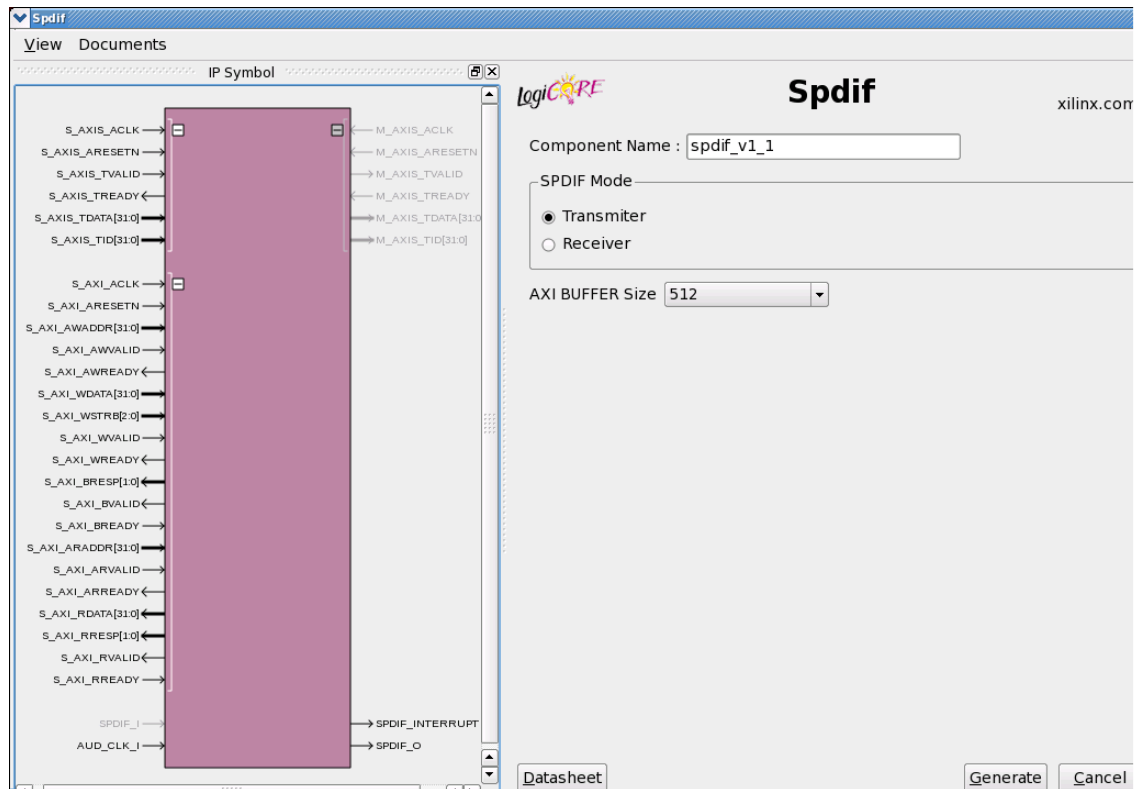 Spdif
View Documents
IP Symbol
S_AXIS_ACLK
S_AXIS_ARESETN
S_AXIS_TVALID
S_AXIS_TREADY
S_AXIS_TDATA[31:0]
S_AXIS_TID[31:0]
M_AXIS_ACLK
M_AXIS_ARESETN
M_AXIS_TVALID
M_AXIS_TREADY
M_AXIS_TDATA[31:0
M_AXIS_TID[31:0]
S_AXI_ACLK
S_AXI_ARESETN
S_AXI_AWADDR[31:0]
S_AXI_AWVALID
S_AXI_AWREADY
S_AXI_WDATA[31:0]
S_AXI_WSTRB[2:0]
S_AXI_WVALID
S_AXI_WREADY
S_AXI_BRESP[1:0]
S_AXI_BVALID
S_AXI_BREADY
S_AXI_ARADDR[31:0]
S_AXI_ARVALID
S_AXI_ARREADY
S_AXI_RDATA[31:0]
S_AXI_RRESP[1:0]
S_AXI_RVALID
S_AXI_RREADY
SPDIF_I
AUD_CLK_I
SPDIF_INTERRUPT
SPDIF_O
LogiCORE
Spdif
xilinx.com
Component Name : spdif_v1_1
SPDIF Mode
Transmiter
Receiver
AXI BUFFER Size 512
Datasheet
Generate
Cancel